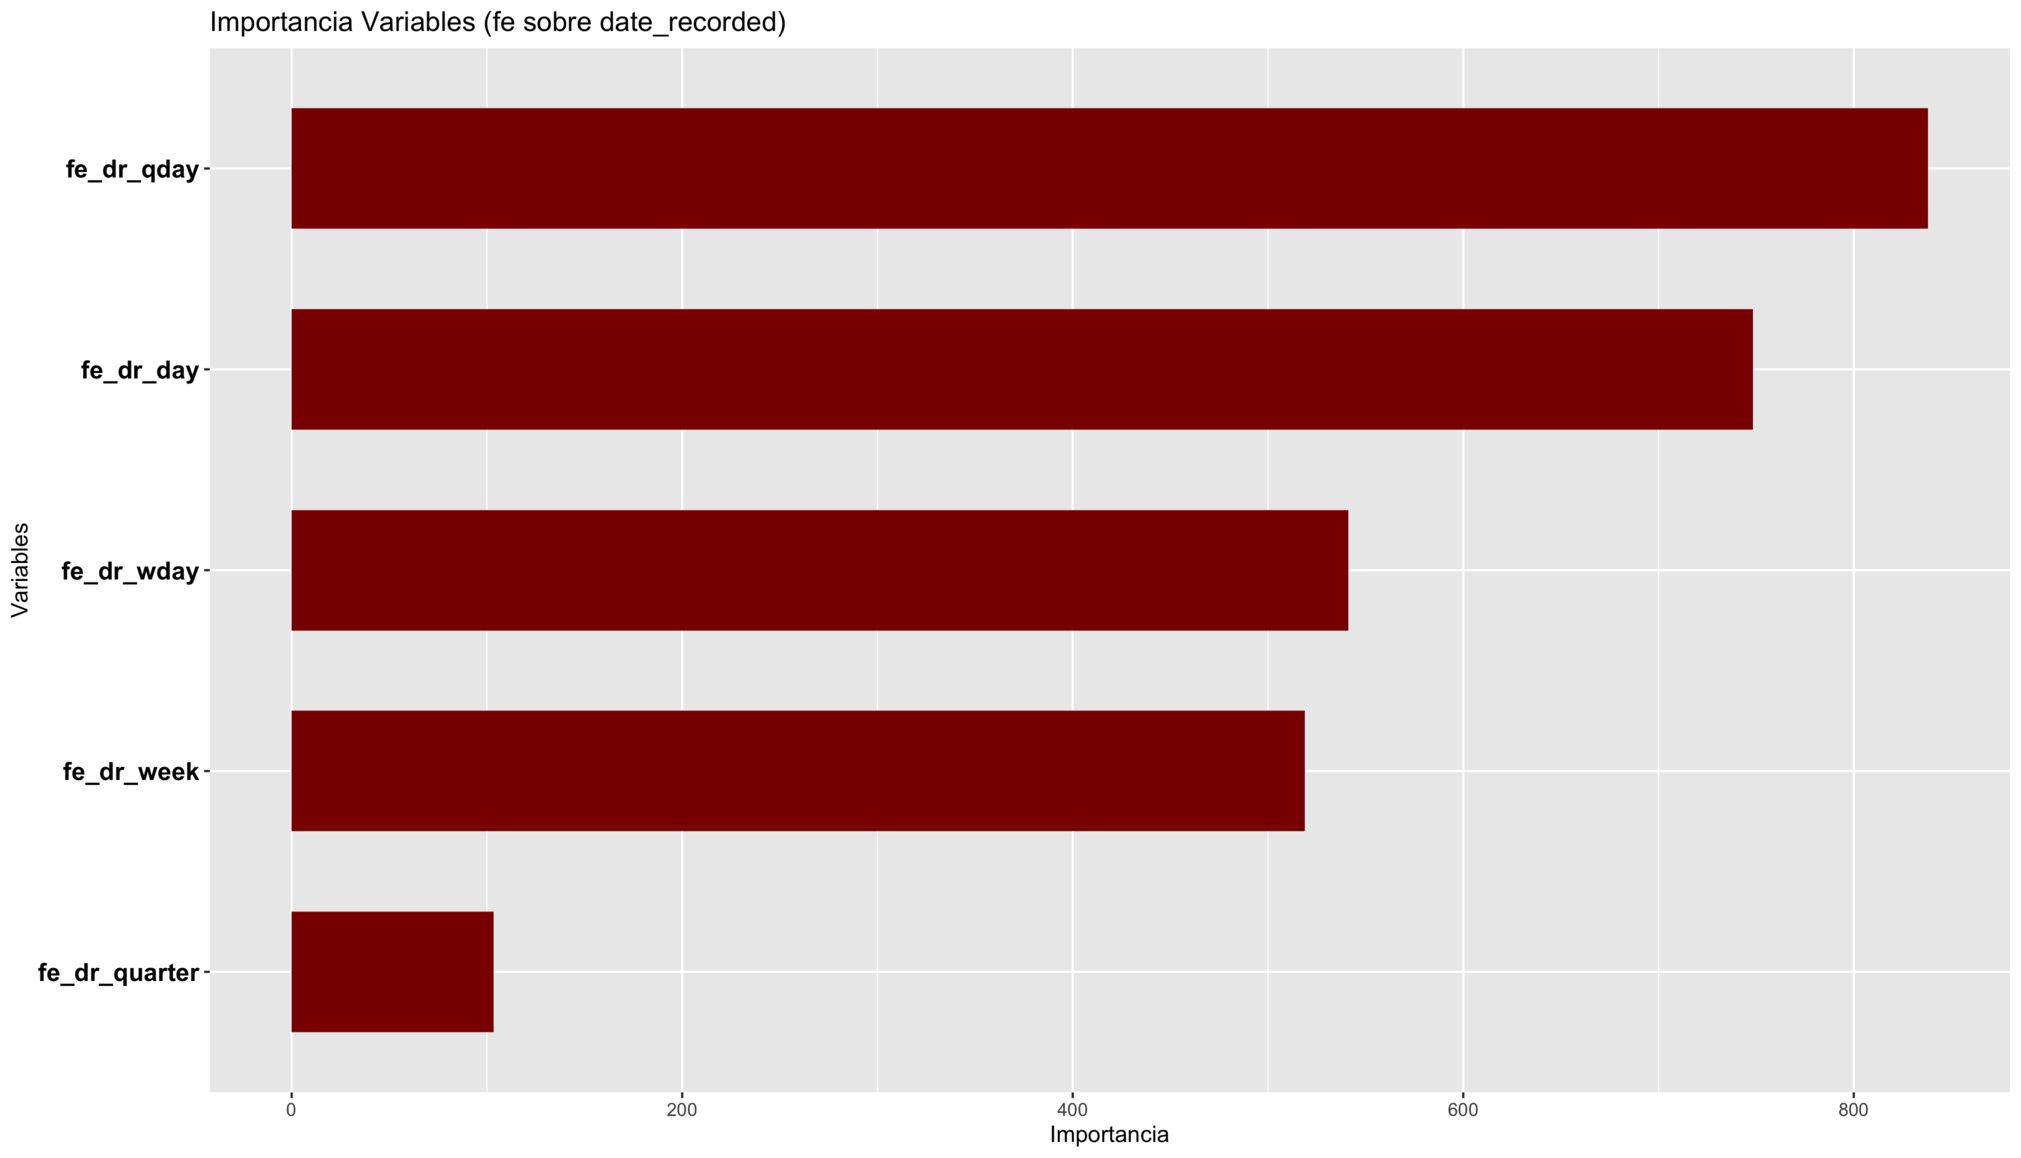 Importancia Variables (fe sobre date_recorded)
Variables
fe_dr_qday
fe_dr_day
fe_dr_wday
fe_dr_week
fe_dr_quarter
0 200 400 600 800
Importancia